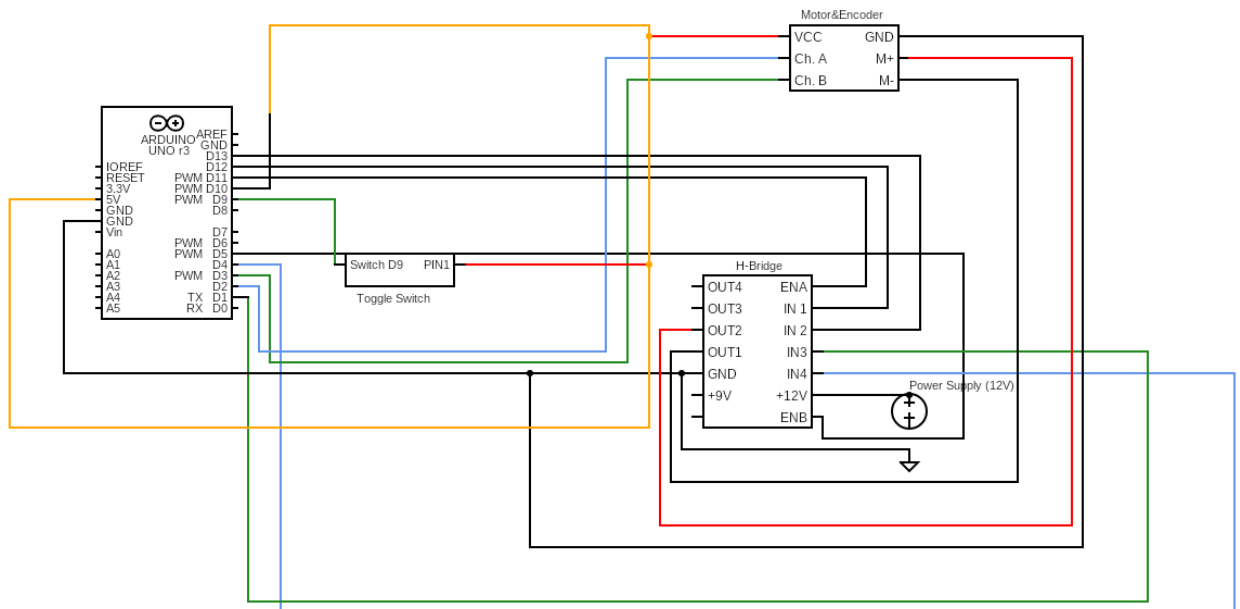 Motor&Encoder
VCC GND
Ch. A M+
Ch. B M-
ARDUINO
UNO r3
AREF
GND
D13
IOREF D12
RESET PWM D11
3.3V PWM D10
5V PWM D9
GND D8
GND
Vin D7
PWM D6
A0 PWM D5
A1 D4
A2 PWM D3
A3 D2
A4 TX D1
A5 RX D0
Switch D9 PIN1
Toggle Switch
H-Bridge
OUT4 ENA
OUT3 IN 1
OUT2 IN 2
OUT1 IN3
GND IN4
+9V +12V
ENB
Power Supply (12V)